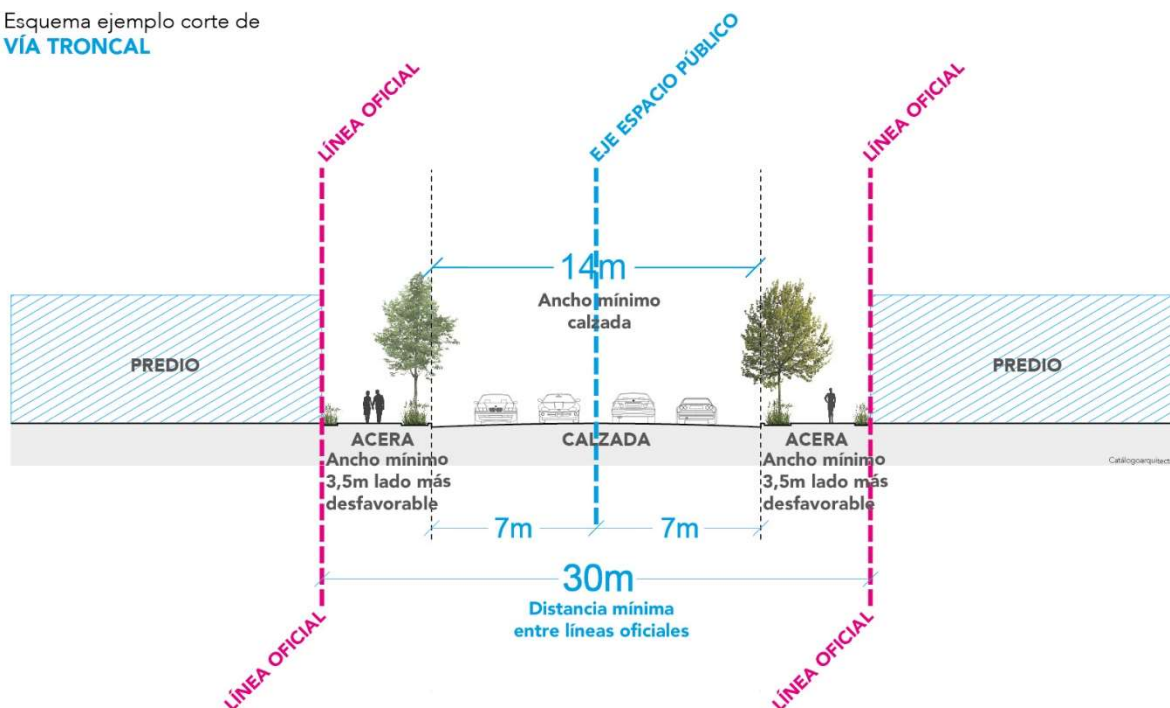 Esquema ejemplo corte de
VÍA TRONCAL
LÍNEA OFICIAL
EJE ESPACIO PÚBLICO
LÍNEA OFICIAL
14m
Ancho mínimo
calzada
PREDIO
PREDIO
ACERA
Ancho mínimo
3,5m lado más
desfavorable
CALZADA
ACERA
Ancho mínimo
3,5m lado más
desfavorable
Catálogoarquitect
7m
7m
30m
Distancia mínima
entre líneas oficiales
LÍNEA OFICIAL
LÍNEA OFICIAL